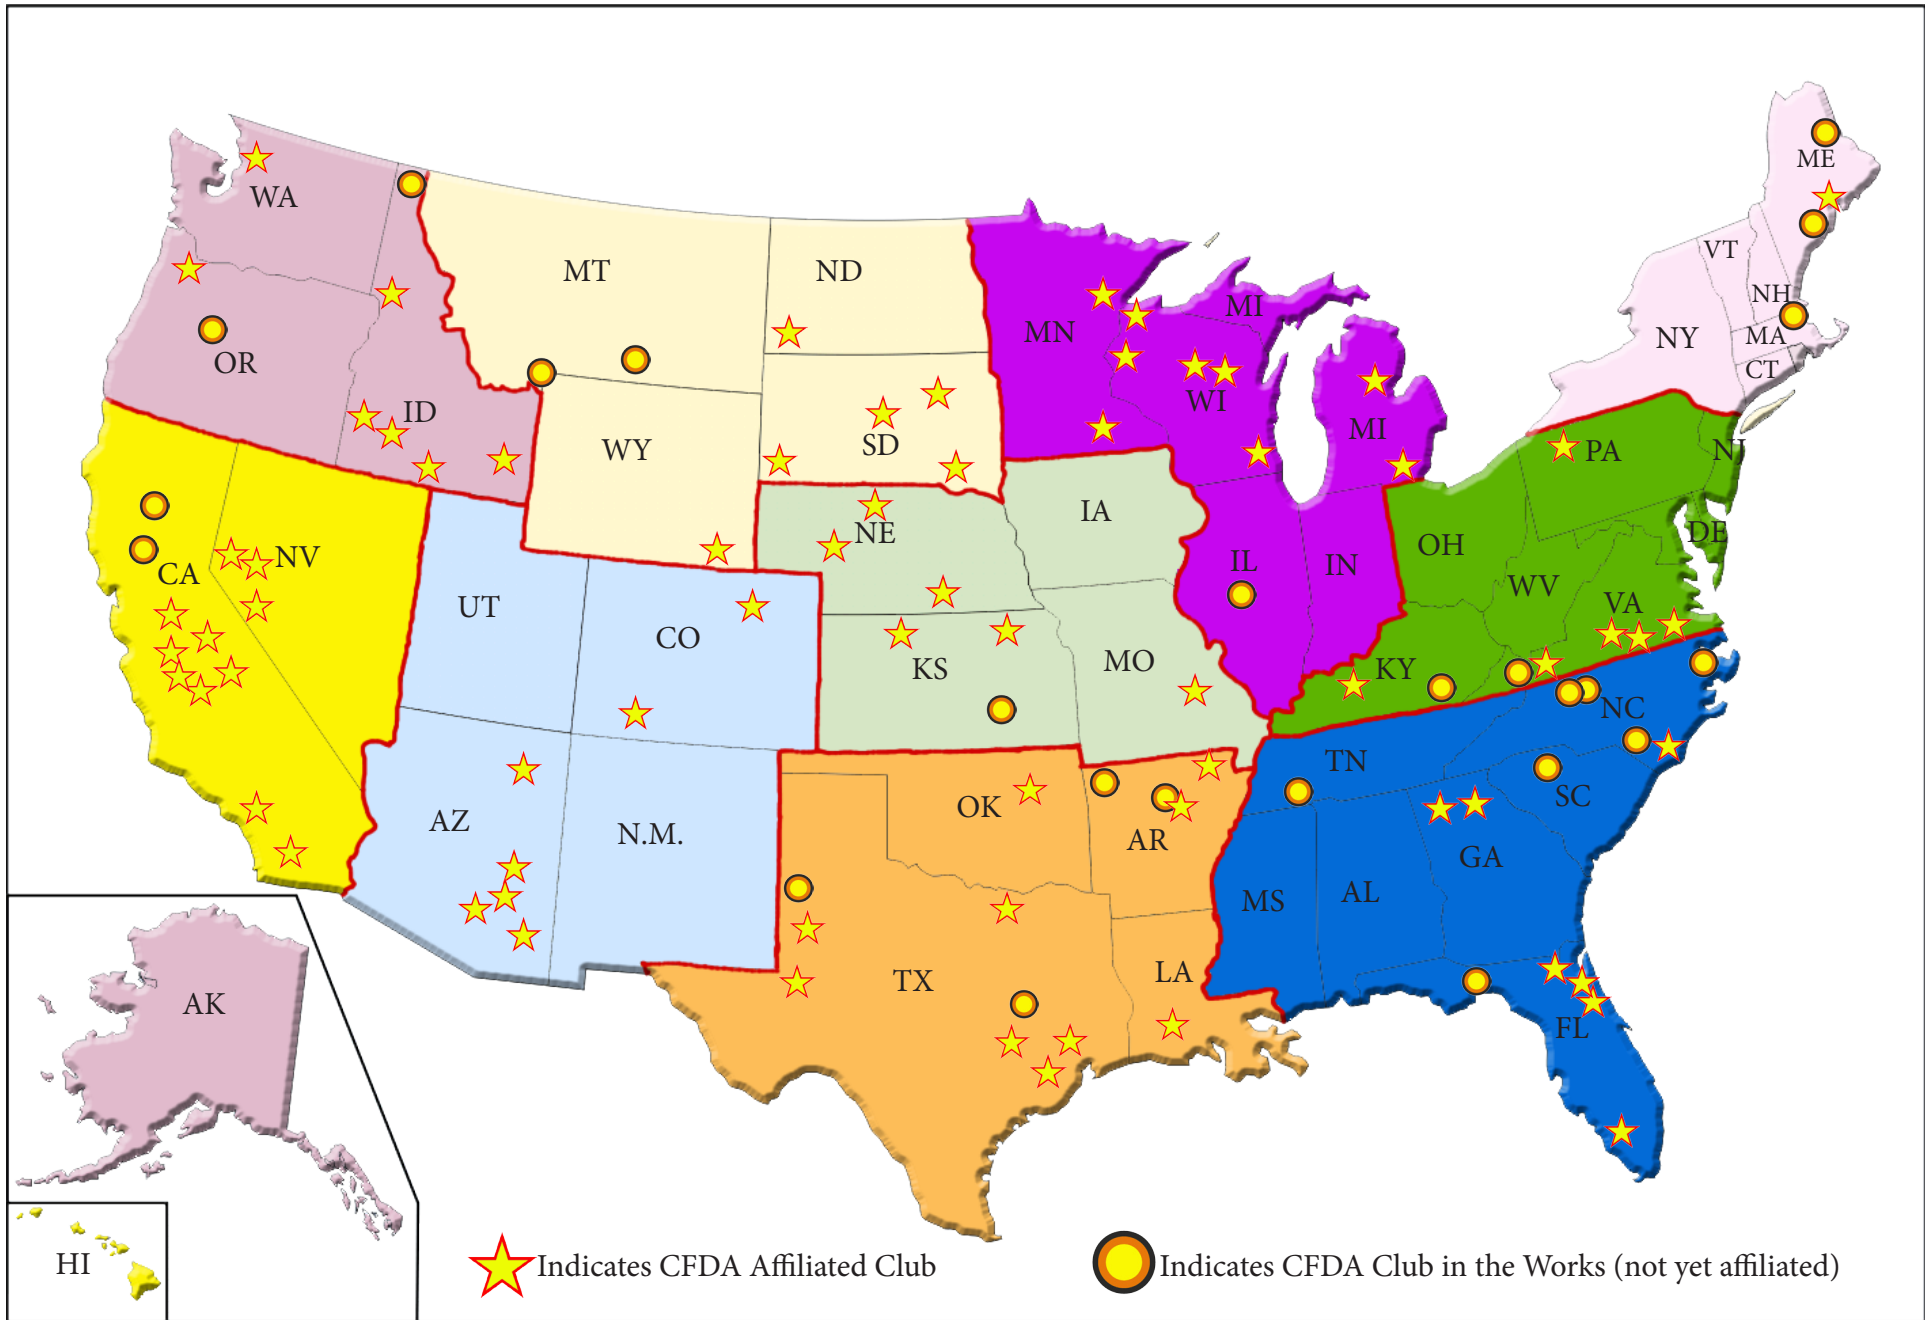 ME
WA
VT
MT
ND
NH
MI
MN
MA
NY
OR
CT
WI
ID
MI
SD
WY
PA
NJ
IA
NE
DE
OH
NV
IL
IN
CA
WV
UT
VA
CO
MO
KS
KY
NC
TN
SC
OK
AZ
N.M.
AR
GA
AL
MS
LA
TX
AK
FL
HI
Indicates CFDA Affiliated Club
Indicates CFDA Club in the Works (not yet affiliated)